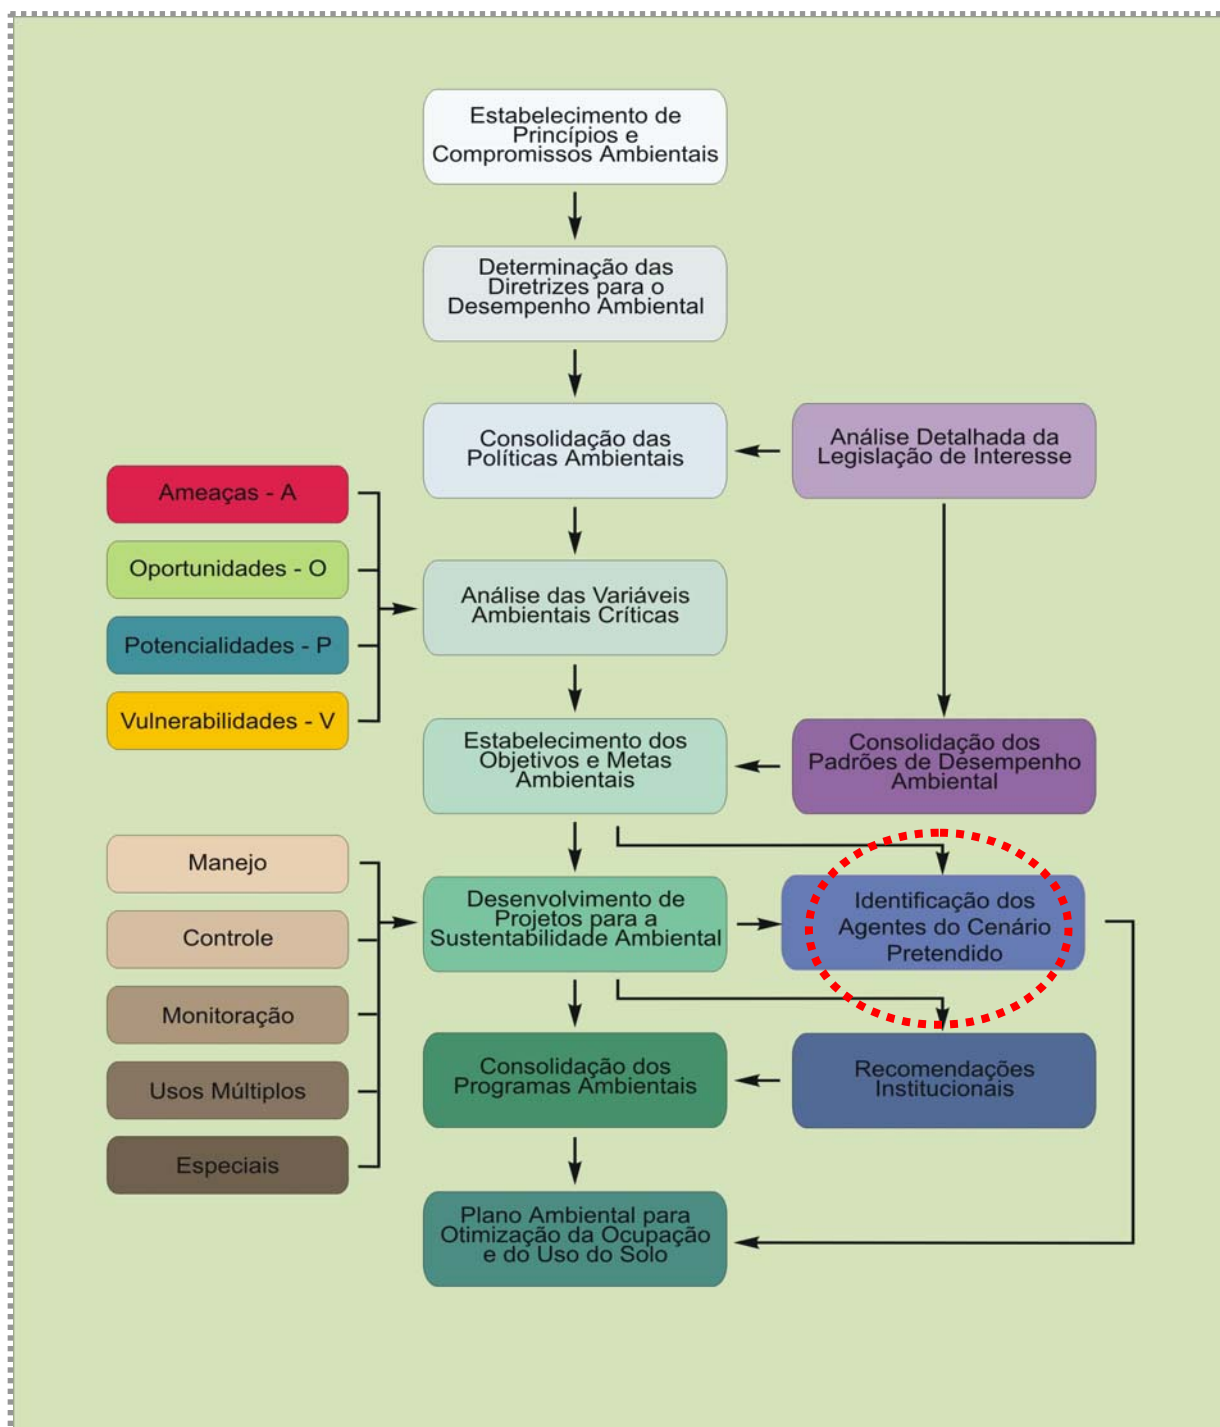 Estabelecimento de
Princípios e
Compromissos Ambientais
Determinação das
Diretrizes para o
Desempenho Ambiental
Consolidação das
Políticas Ambientais
Análise Detalhada da
Legislação de Interesse
Ameaças - A
Oportunidades - O
Potencialidades - P
Vulnerabilidades - V
Análise das Variáveis
Ambientais Críticas
Estabelecimento dos
Objetivos e Metas
Ambientais
Consolidação dos
Padrões de Desempenho
Ambiental
Manejo
Controle
Monitoração
Usos Múltiplos
Especiais
Desenvolvimento de
Projetos para a
Sustentabilidade Ambiental
Identificação dos
Agentes do Cenário
Pretendido
Consolidação dos
Programas Ambientais
Recomendações
Institucionais
Plano Ambiental para
Otimização da Ocupação
e do Uso do Solo